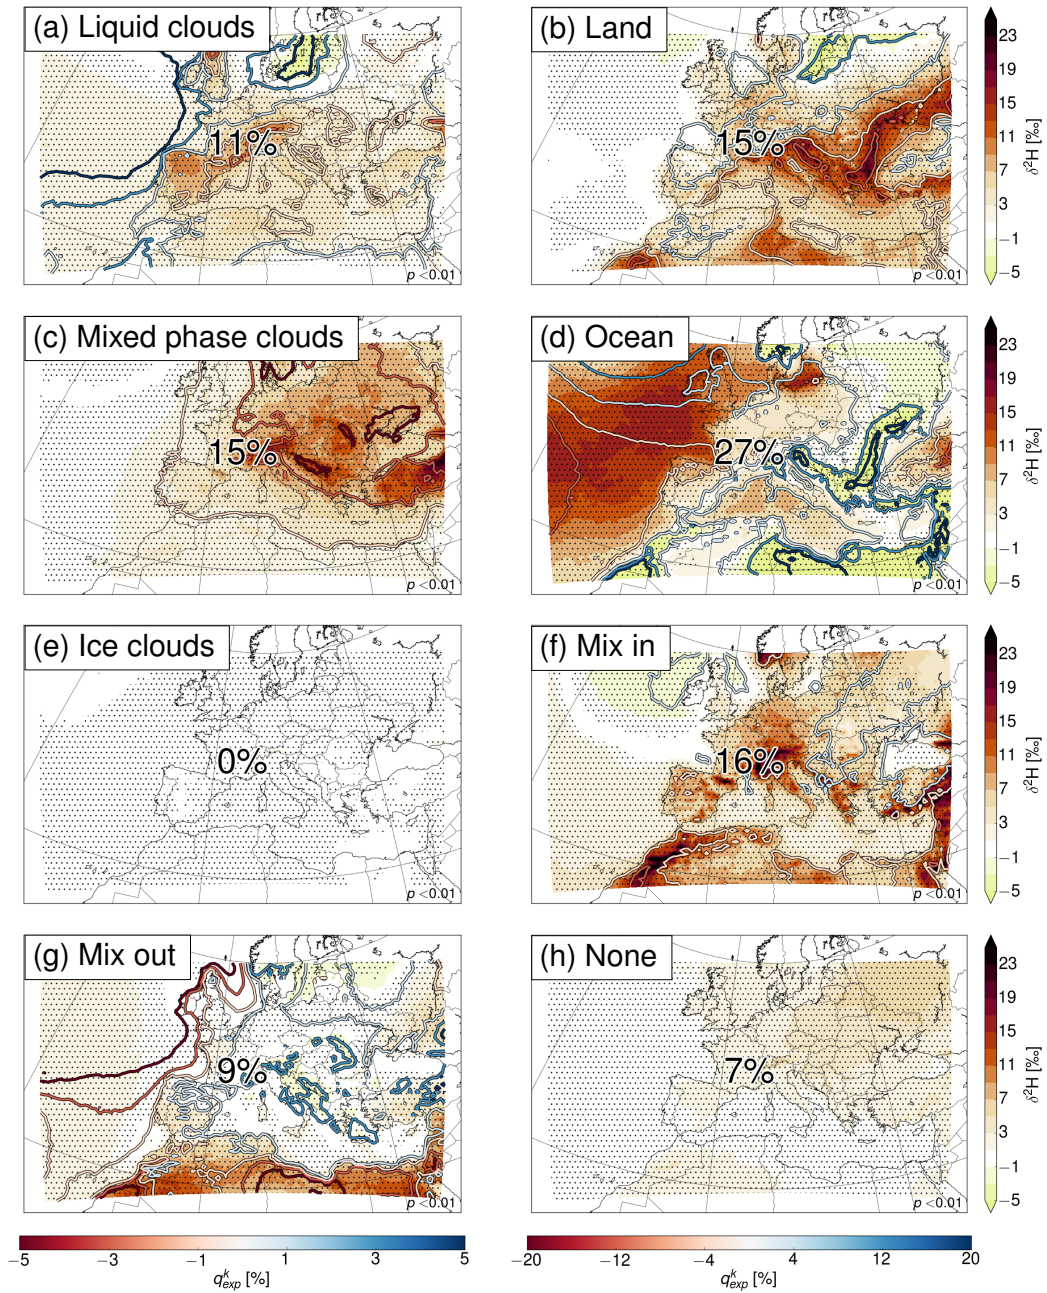 (a) Liquid clouds
11%
p <0.01
(b) Land
15%
23
19
15
11
7
3
−1
−5
δ²H [‰]
(c) Mixed phase clouds
15%
p <0.01
(d) Ocean
27%
p <0.01
23
19
15
11
7
3
−1
−5
δ²H [‰]
(e) Ice clouds
0%
p <0.01
(f) Mix in
16%
p <0.01
23
19
15
11
7
3
−1
−5
δ²H [‰]
(g) Mix out
9%
p <0.01
(h) None
7%
p <0.01
23
19
15
11
7
3
−1
−5
δ²H [‰]
−5 −3 −1 1 3 5
q^k_exp [%]
−20 −12 −4 4 12 20
q^k_exp [%]
p <0.01